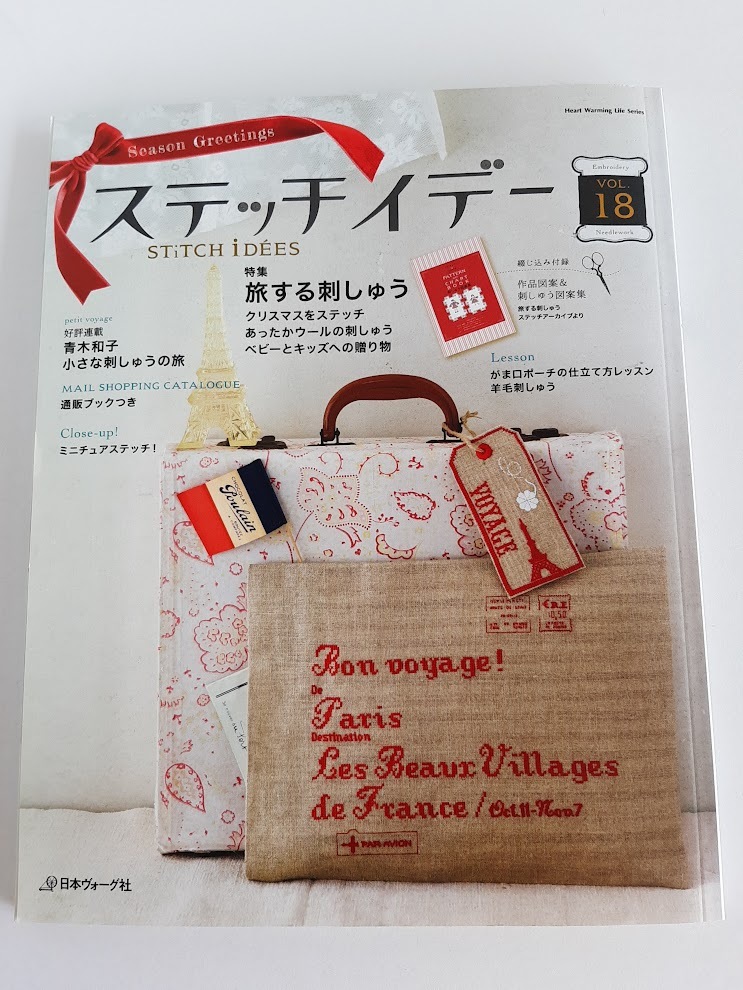 Heart Warming Life Series
Season Greetings
ステッチイデー
STiTCH iDÉES
Embroidery
VOL.
18
Needlework
特集
旅する刺しゅう
クリスマスをステッチ
あったかウールの刺しゅう
ベビーとキッズへの贈り物
PATTERN
CHART
BOOK
綴じ込み付録
作品図案&
刺しゅう図案集
旅する刺しゅう
ステッチアーカイブより
petit voyage
好評連載
青木和子
小さな刺しゅうの旅
MAIL SHOPPING CATALOGUE
通販ブックつき
Close-up!
ミニチュアステッチ!
Lesson
がま口ポーチの仕立て方レッスン
羊毛刺しゅう
CHOCOLAT
Poulain
VOYAGE
Bon voyage!
De
Paris
Destination
Les Beaux Villages
de France / Oct.11-Nov.7
PAR AVION
日本ヴォーグ社